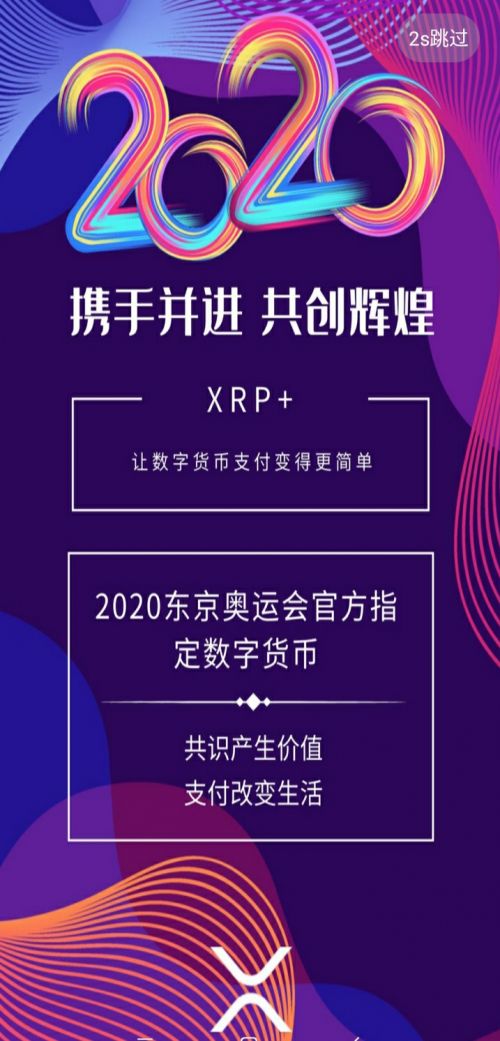 2s跳过
2020
携手并进 共创辉煌
XRP+
让数字货币支付变得更简单
2020东京奥运会官方指
定数字货币
共识产生价值
支付改变生活